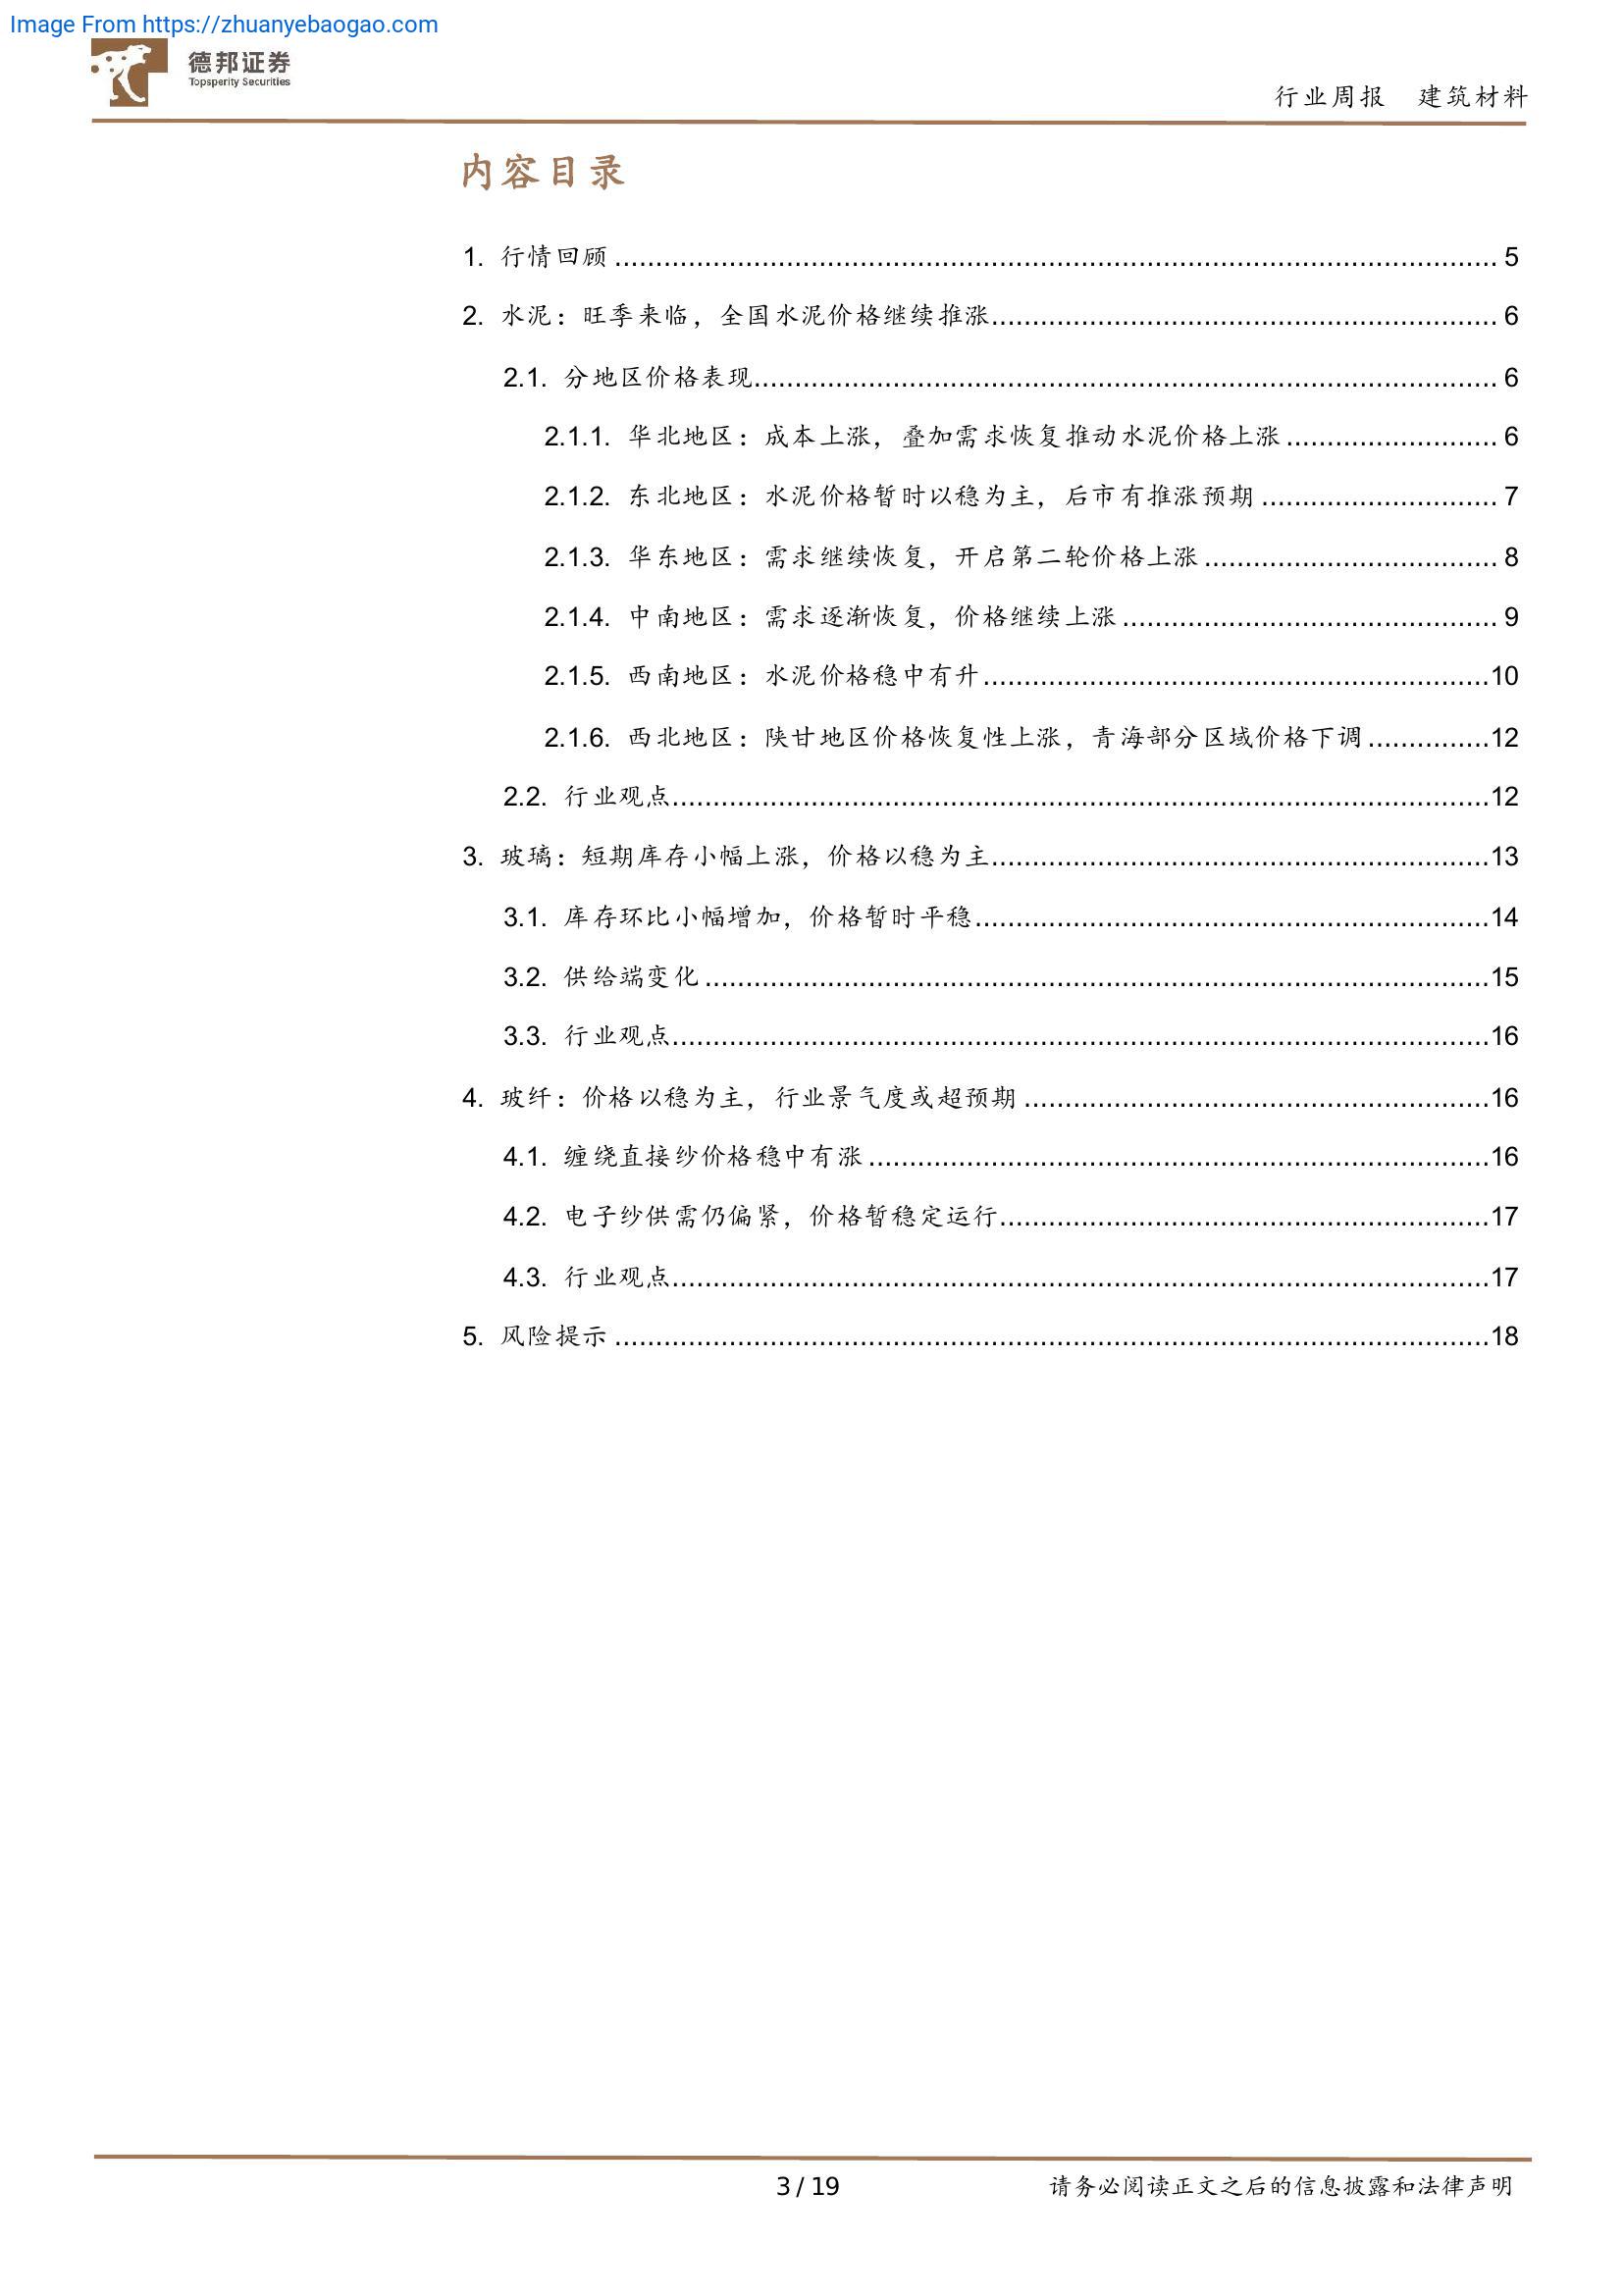 Image From https://zhuanyebaogao.com
德邦证券
Topsperity Securities
行业周报 建筑材料
内容目录
1. 行情回顾 ........................................ 5
2. 水泥：旺季来临，全国水泥价格继续推涨 ........................................ 6
2.1. 分地区价格表现 ........................................ 6
2.1.1. 华北地区：成本上涨，叠加需求恢复推动水泥价格上涨 ........................................ 6
2.1.2. 东北地区：水泥价格暂时以稳为主，后市有推涨预期 ........................................ 7
2.1.3. 华东地区：需求继续恢复，开启第二轮价格上涨 ........................................ 8
2.1.4. 中南地区：需求逐渐恢复，价格继续上涨 ........................................ 9
2.1.5. 西南地区：水泥价格稳中有升 ........................................ 10
2.1.6. 西北地区：陕甘地区价格恢复性上涨，青海部分区域价格下调 ........................................ 12
2.2. 行业观点 ........................................ 12
3. 玻璃：短期库存小幅上涨，价格以稳为主 ........................................ 13
3.1. 库存环比小幅增加，价格暂时平稳 ........................................ 14
3.2. 供给端变化 ........................................ 15
3.3. 行业观点 ........................................ 16
4. 玻纤：价格以稳为主，行业景气度或超预期 ........................................ 16
4.1. 缠绕直接纱价格稳中有涨 ........................................ 16
4.2. 电子纱供需仍偏紧，价格暂稳定运行 ........................................ 17
4.3. 行业观点 ........................................ 17
5. 风险提示 ........................................ 18
3 / 19 请务必阅读正文之后的信息披露和法律声明